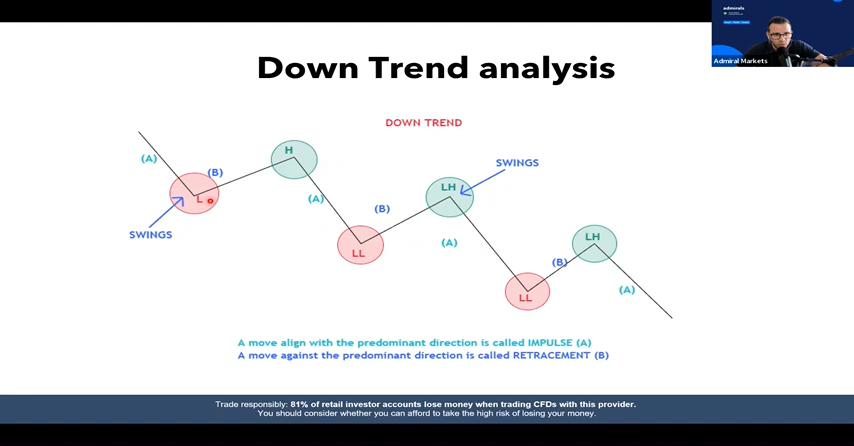 admirals
Admiral Markets
Down Trend analysis
DOWN TREND
(A)
(B)
H
SWINGS
L
SWINGS
(A)
(B)
LH
LL
(A)
LH
(B)
LL
(A)
A move align with the predominant direction is called IMPULSE (A)
A move against the predominant direction is called RETRACEMENT (B)
Trade responsibly: 81% of retail investor accounts lose money when trading CFDs with this provider.
You should consider whether you can afford to take the high risk of losing your money.